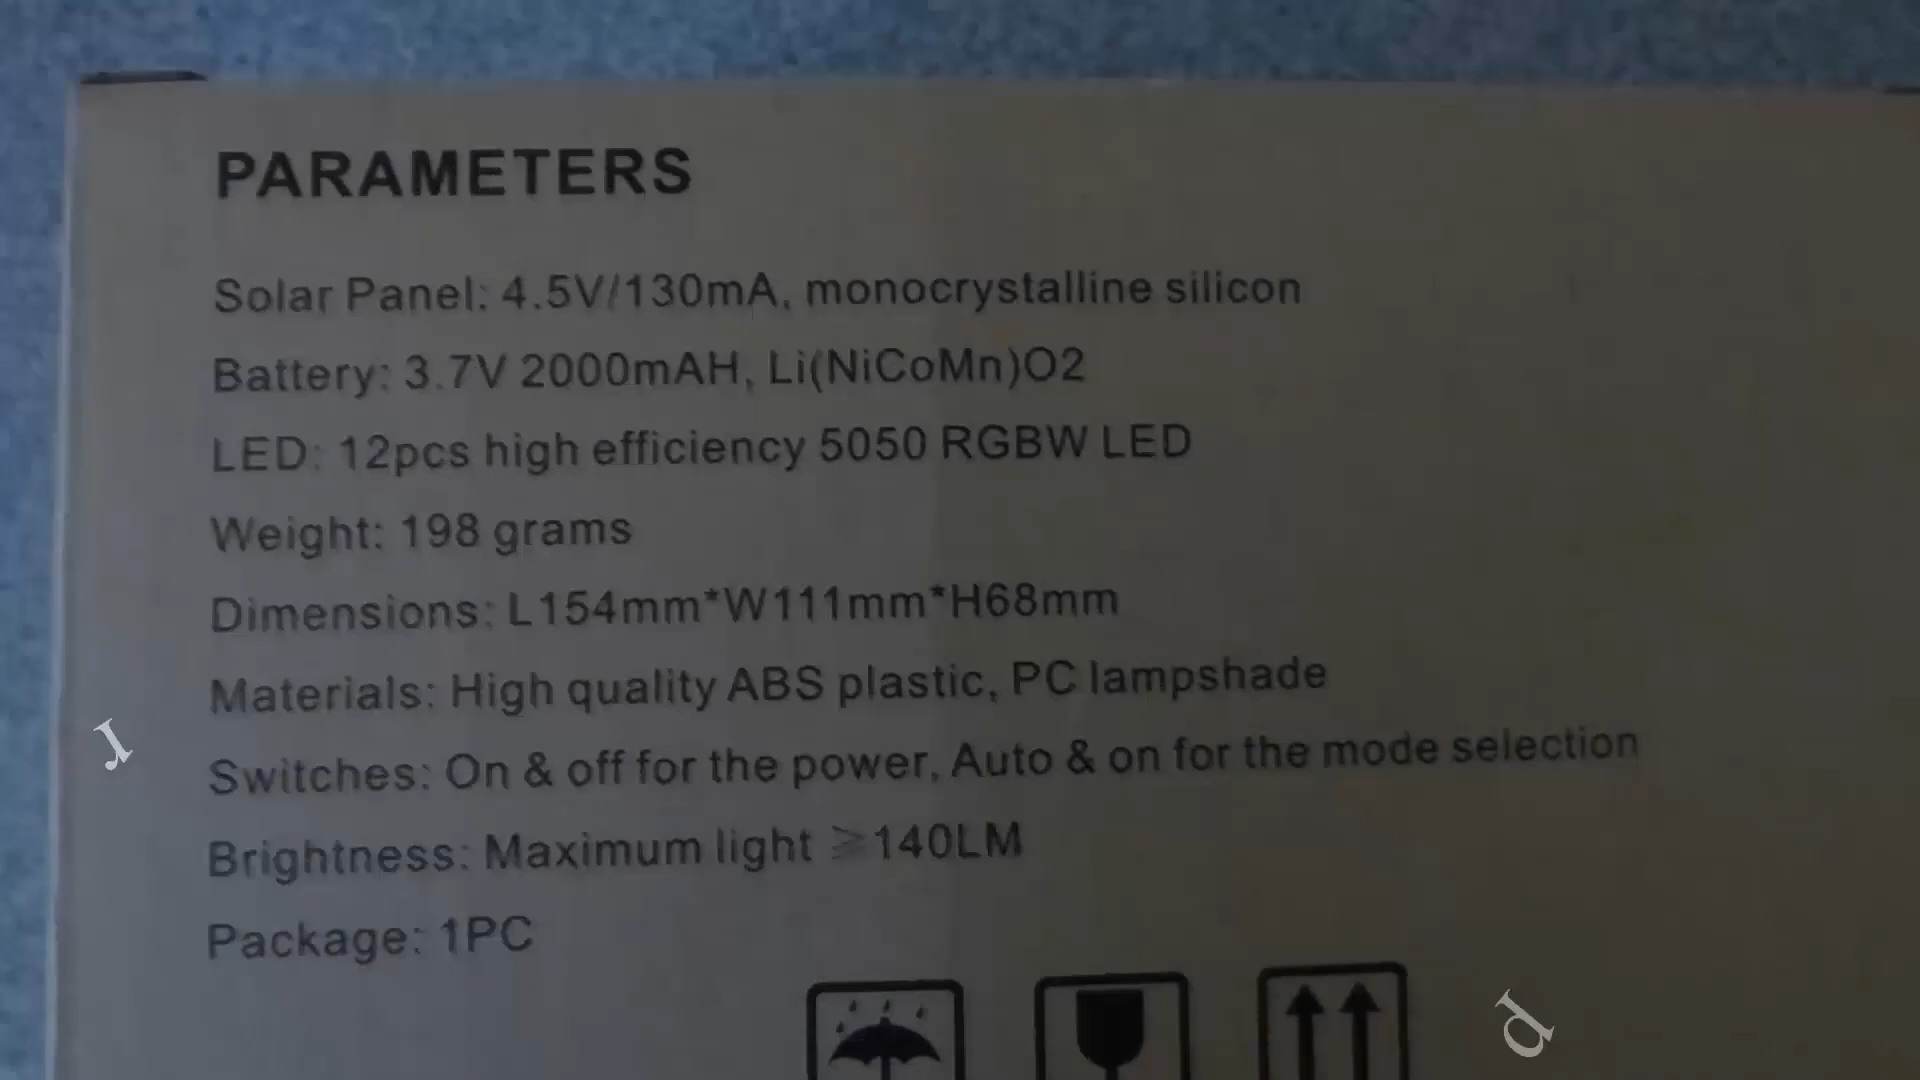 PARAMETERS
Solar Panel: 4.5V/130mA, monocrystalline silicon
Battery: 3.7V 2000mAH, Li(NiCoMn)O2
LED: 12pcs high efficiency 5050 RGBW LED
Weight: 198 grams
Dimensions: L154mm*W111mm*H68mm
Materials: High quality ABS plastic, PC lampshade
Switches: On & off for the power, Auto & on for the mode selection
Brightness: Maximum light ≥140LM
Package: 1PC
r
d